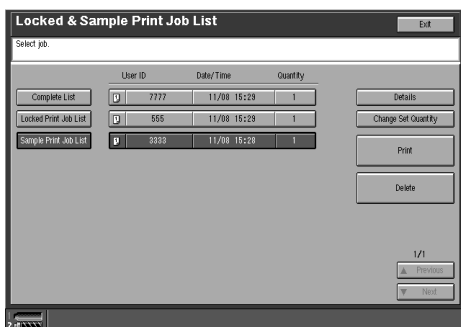 Locked & Sample Print Job List
Exit
Select job.
User ID Date/Time Quantity
Complete List 7777 11/08 15:29 1 Details
Locked Print Job List 555 11/08 15:29 1 Change Set Quantity
Sample Print Job List 3333 11/08 15:28 1
Print
Delete
1/1
▲ Previous
▼ Next